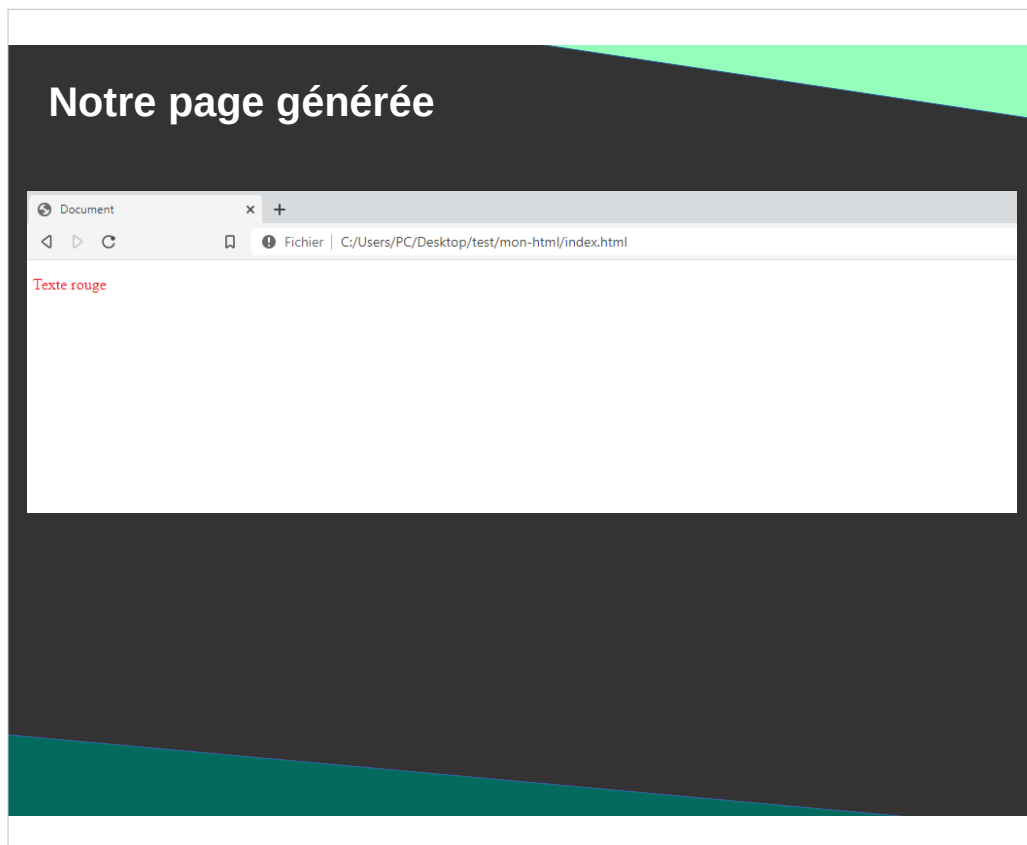 Notre page générée
Document
Fichier | C:/Users/PC/Desktop/test/mon-html/index.html
Texte rouge